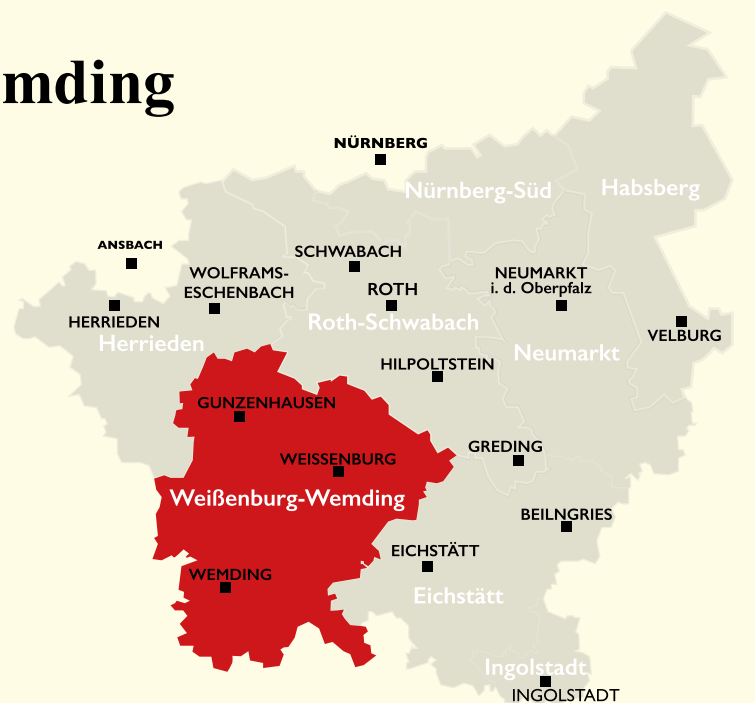 mding
NÜRNBERG
Nürnberg-Süd
Habsberg
ANSBACH
SCHWABACH
WOLFRAMS-
ESCHENBACH
NEUMARKT
i. d. Oberpfalz
ROTH
HERRIEDEN
Roth-Schwabach
VELBURG
Herrieden
Neumarkt
HILPOLTSTEIN
GUNZENHAUSEN
GREDING
WEISSENBURG
Weißenburg-Wemding
BEILNGRIES
EICHSTÄTT
WEMDING
Eichstätt
Ingolstadt
INGOLSTADT